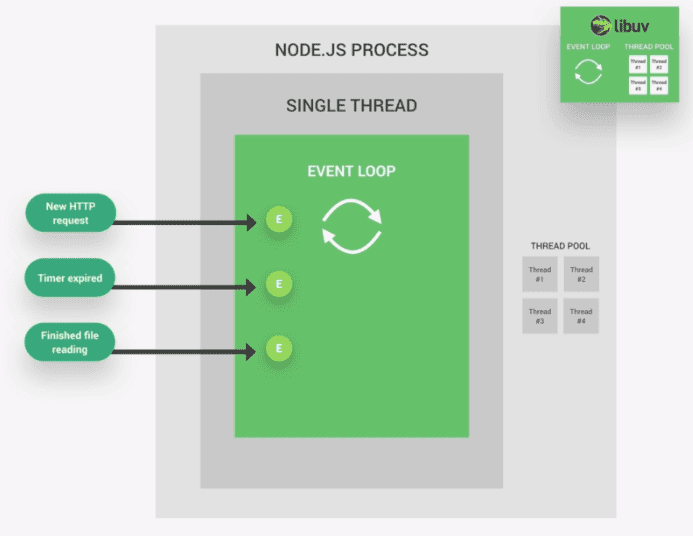 libuv
EVENT LOOP
THREAD POOL
Thread
#1
Thread
#2
Thread
#3
Thread
#4
NODE.JS PROCESS
SINGLE THREAD
EVENT LOOP
New HTTP
request
E
Timer expired
E
Finished file
reading
E
THREAD POOL
Thread
#1
Thread
#2
Thread
#3
Thread
#4